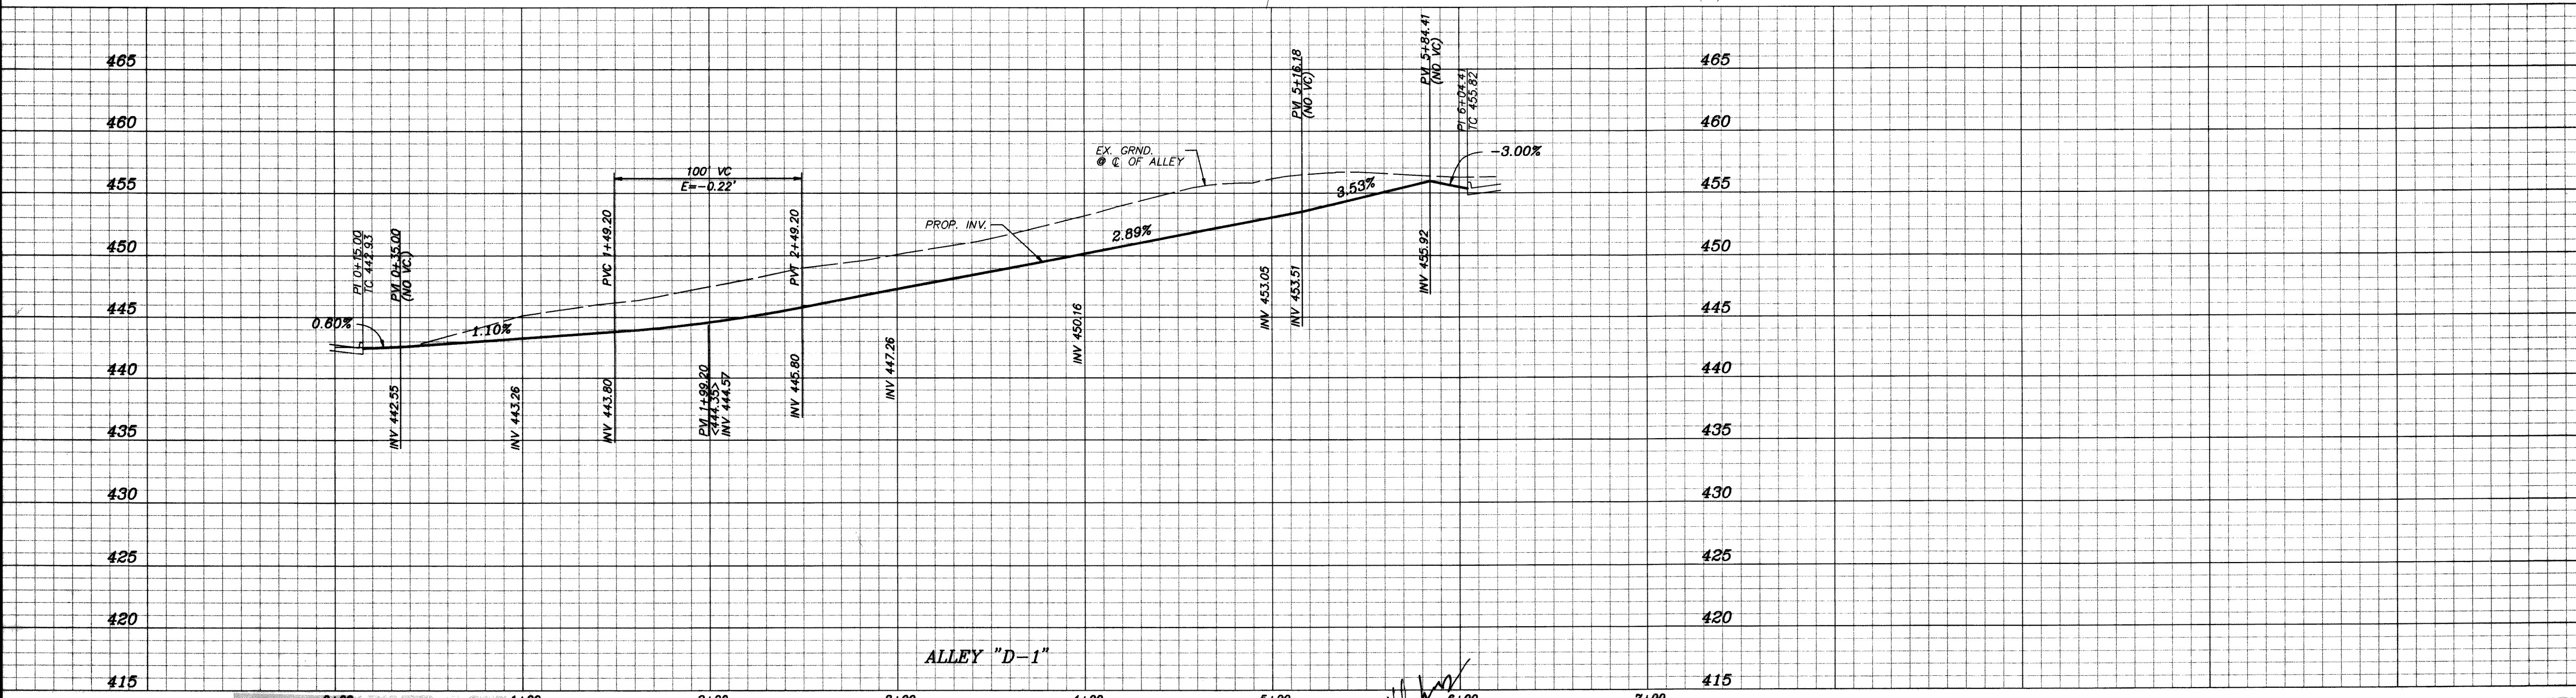 465
460
455
450
445
440
435
430
425
420
415
PI 0+15.00
TC 442.93
PVI 0+35.00
(NO VC.)
0.60%
1.10%
INV 442.55
INV 443.26
100' VC
E=-0.22'
PVC 1+49.20
INV 443.80
PVI 1+99.20
<444.35>
INV 444.57
PVT 2+49.20
INV 445.80
INV 447.26
PROP. INV.
EX. GRND.
@ ℄ OF ALLEY
2.89%
INV 450.16
INV 453.05
PVI 5+16.18
(NO VC)
INV 453.51
3.53%
PVI 5+84.41
(NO VC)
INV 455.92
PI 6+04.41
TC 455.82
-3.00%
ALLEY "D-1"
465
460
455
450
445
440
435
430
425
420
415